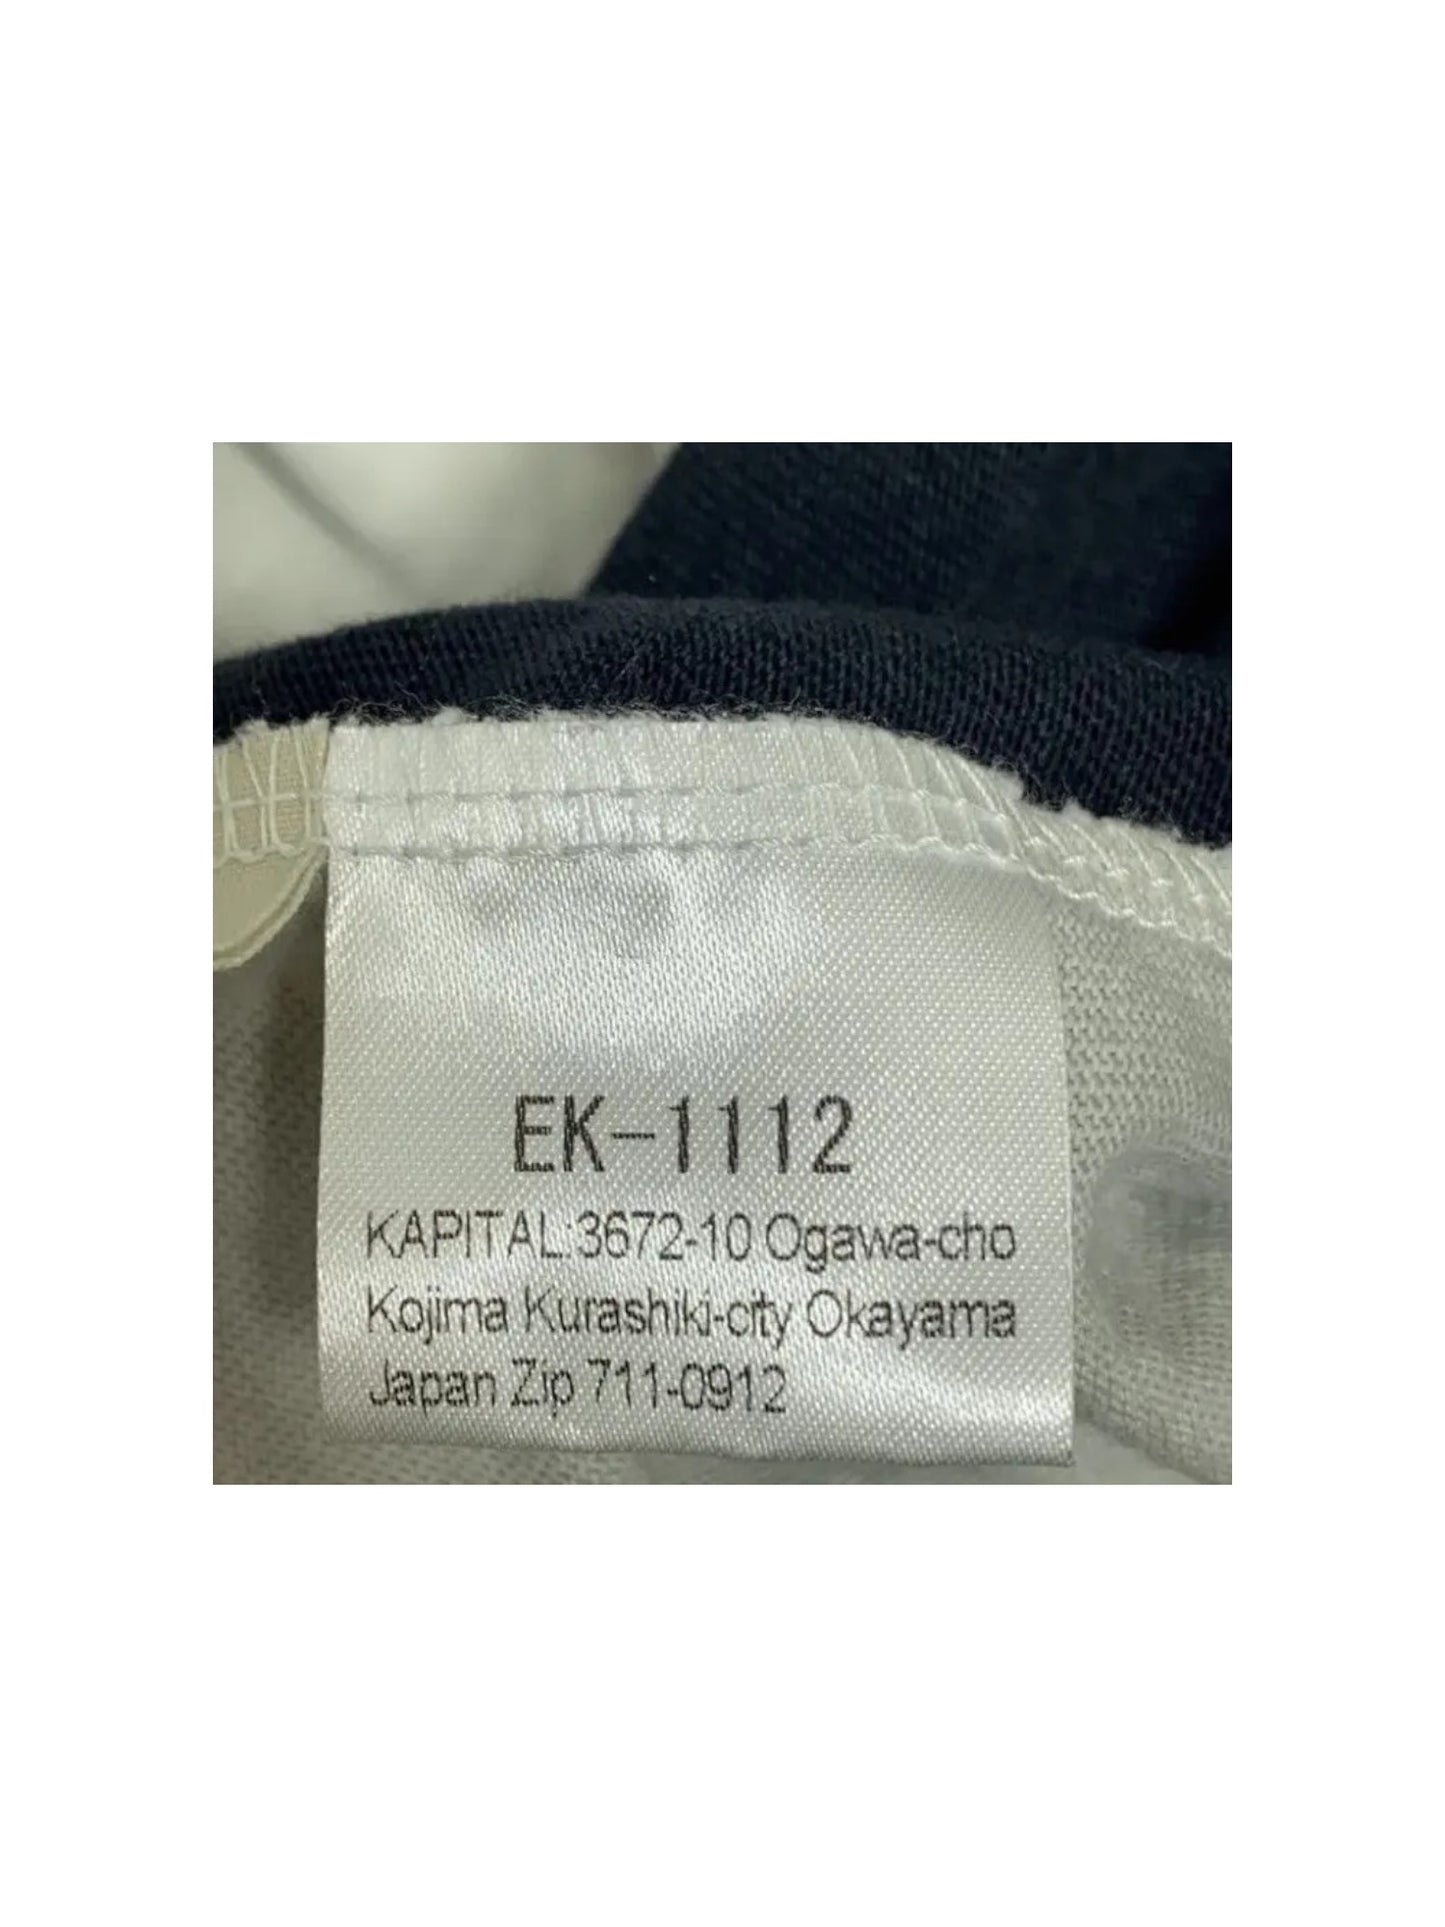 EK-1112
KAPITAL:3672-10 Ogawa-cho
Kojima Kurashiki-city Okayama
Japan Zip 711-0912